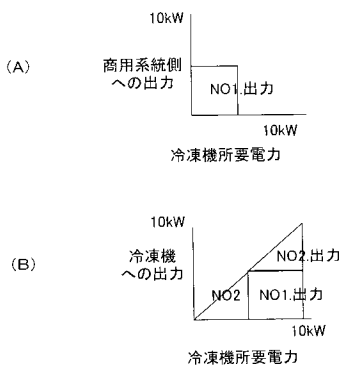 10kW
(A)
商用系統側
への出力
NO1.出力
10kW
冷凍機所要電力
10kW
(B)
冷凍機
への出力
NO2.出力
NO2
NO1.出力
10kW
冷凍機所要電力